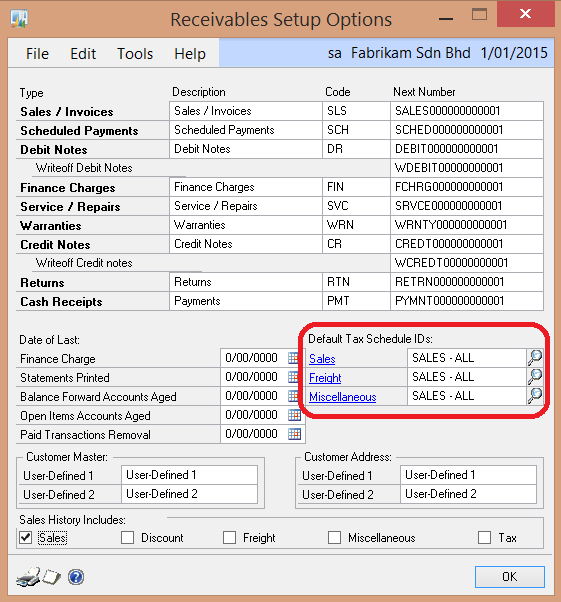 Receivables Setup Options
File Edit Tools Help sa Fabrikam Sdn Bhd 1/01/2015
Type Description Code Next Number
Sales / Invoices Sales / Invoices SLS SALES000000000001
Scheduled Payments Scheduled Payments SCH SCHED000000000001
Debit Notes Debit Notes DR DEBIT000000000001
Writeoff Debit Notes WDEBIT00000000001
Finance Charges Finance Charges FIN FCHRG000000000001
Service / Repairs Service / Repairs SVC SRVCE000000000001
Warranties Warranties WRN WRNTY000000000001
Credit Notes Credit Notes CR CREDT000000000001
Writeoff Credit notes WCREDT00000000001
Returns Returns RTN RETRN000000000001
Cash Receipts Payments PMT PYMNT000000000001
Date of Last: Default Tax Schedule IDs:
Finance Charge 0/00/0000 Sales SALES - ALL
Statements Printed 0/00/0000 Freight SALES - ALL
Balance Forward Accounts Aged 0/00/0000 Miscellaneous SALES - ALL
Open Items Accounts Aged 0/00/0000
Paid Transactions Removal 0/00/0000
Customer Master: Customer Address:
User-Defined 1 User-Defined 1 User-Defined 1 User-Defined 1
User-Defined 2 User-Defined 2 User-Defined 2 User-Defined 2
Sales History Includes:
Sales Discount Freight Miscellaneous Tax
OK